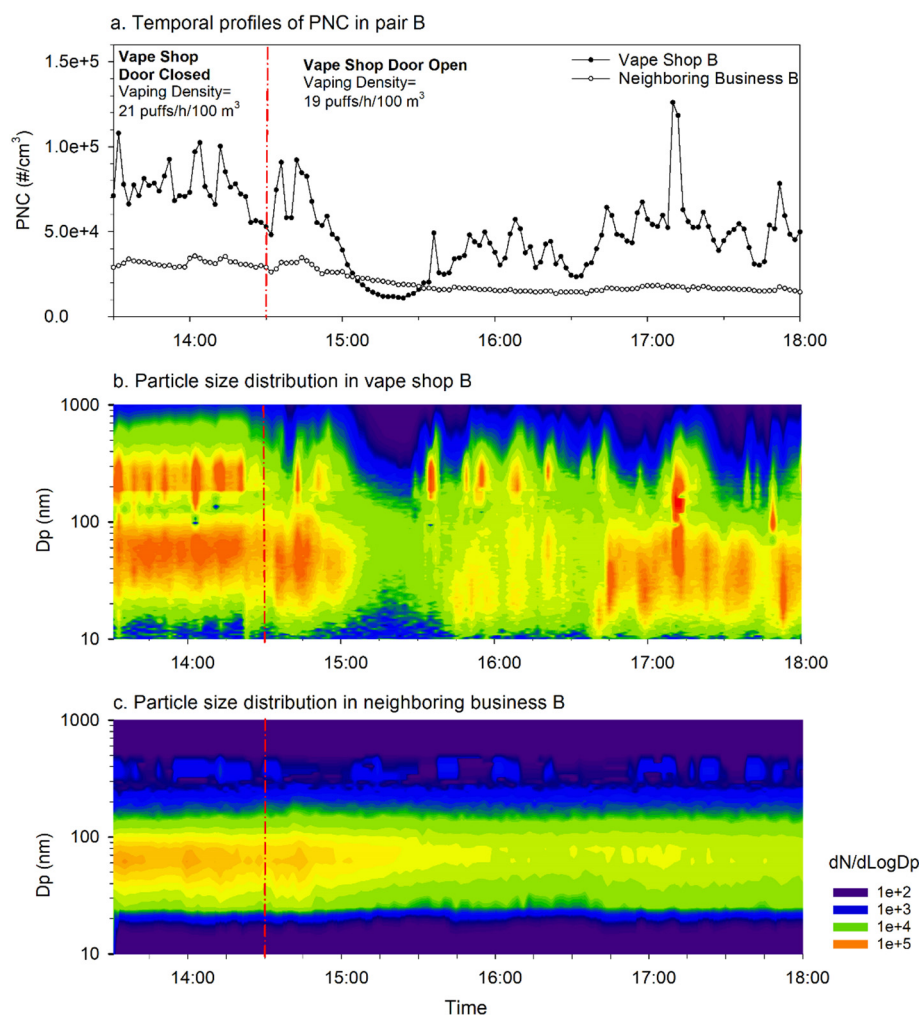 a. Temporal profiles of PNC in pair B
1.5e+5
1.0e+5
5.0e+4
0.0
PNC (#/cm³)
Vape Shop
Door Closed
Vaping Density=
21 puffs/h/100 m³
Vape Shop Door Open
Vaping Density=
19 puffs/h/100 m³
Vape Shop B
Neighboring Business B
14:00 15:00 16:00 17:00 18:00
b. Particle size distribution in vape shop B
1000
100
10
Dp (nm)
14:00 15:00 16:00 17:00 18:00
c. Particle size distribution in neighboring business B
1000
100
10
Dp (nm)
14:00 15:00 16:00 17:00 18:00
Time
dN/dLogDp
1e+2
1e+3
1e+4
1e+5